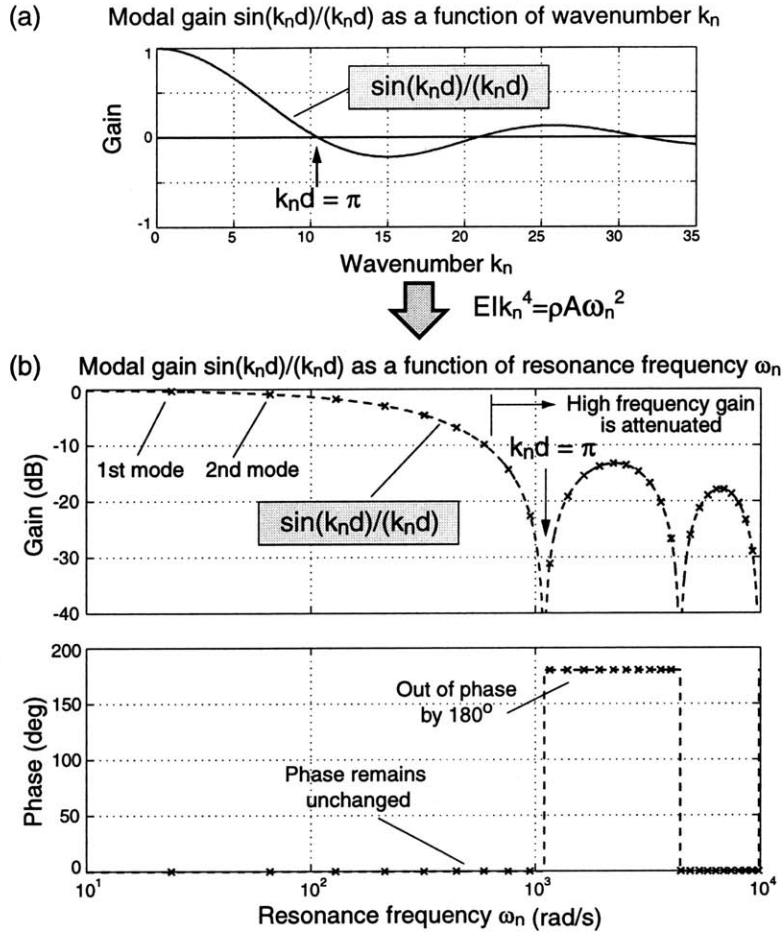 (a) Modal gain sin(kₙd)/(kₙd) as a function of wavenumber kₙ
1
0
-1
Gain
sin(kₙd)/(kₙd)
kₙd = π
0 5 10 15 20 25 30 35
Wavenumber kₙ
EIkₙ⁴=ρAωₙ²
(b) Modal gain sin(kₙd)/(kₙd) as a function of resonance frequency ωₙ
0
-10
-20
-30
-40
Gain (dB)
1st mode
2nd mode
sin(kₙd)/(kₙd)
High frequency gain
is attenuated
kₙd = π
200
150
100
50
0
Phase (deg)
Out of phase
by 180º
Phase remains
unchanged
10¹ 10² 10³ 10⁴
Resonance frequency ωₙ (rad/s)